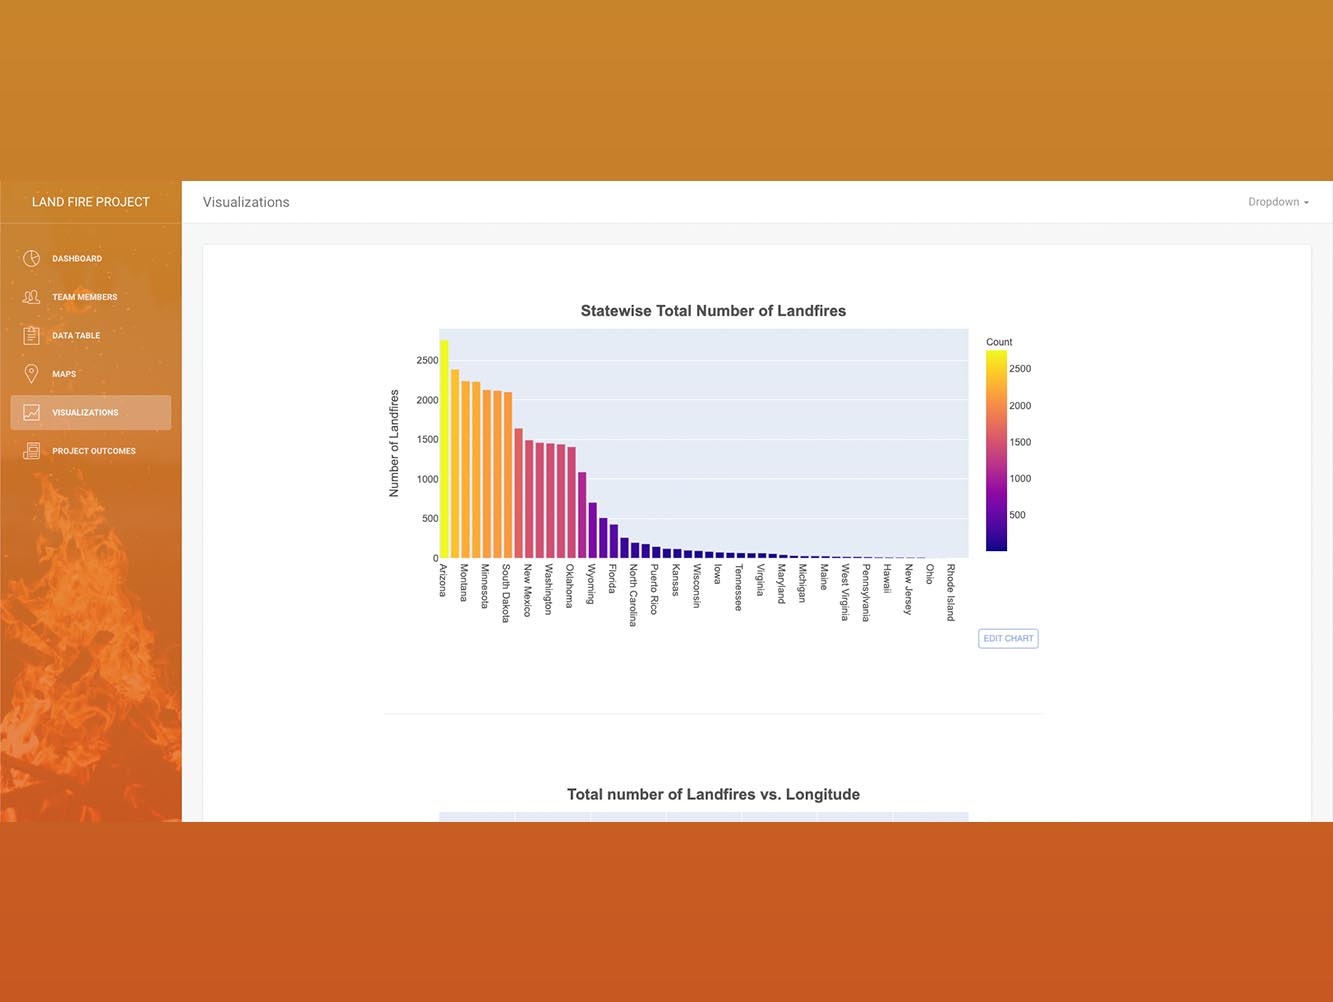 LAND FIRE PROJECT
Visualizations
Dropdown
DASHBOARD
TEAM MEMBERS
DATA TABLE
MAPS
VISUALIZATIONS
PROJECT OUTCOMES
Statewise Total Number of Landfires
Number of Landfires
2500
2000
1500
1000
500
0
Arizona
Montana
Minnesota
South Dakota
New Mexico
Washington
Oklahoma
Wyoming
Florida
North Carolina
Puerto Rico
Kansas
Wisconsin
Iowa
Tennessee
Virginia
Maryland
Michigan
Maine
West Virginia
Pennsylvania
Hawaii
New Jersey
Ohio
Rhode Island
Count
2500
2000
1500
1000
500
EDIT CHART
Total number of Landfires vs. Longitude